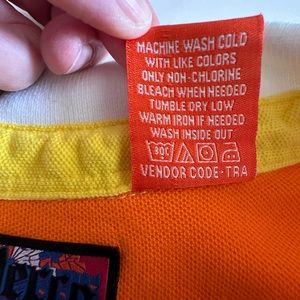 MACHINE WASH COLD
WITH LIKE COLORS
ONLY NON-CHLORINE
BLEACH WHEN NEEDED
TUMBLE DRY LOW
WARM IRON IF NEEDED
WASH INSIDE OUT
30C
VENDOR CODE-TRA